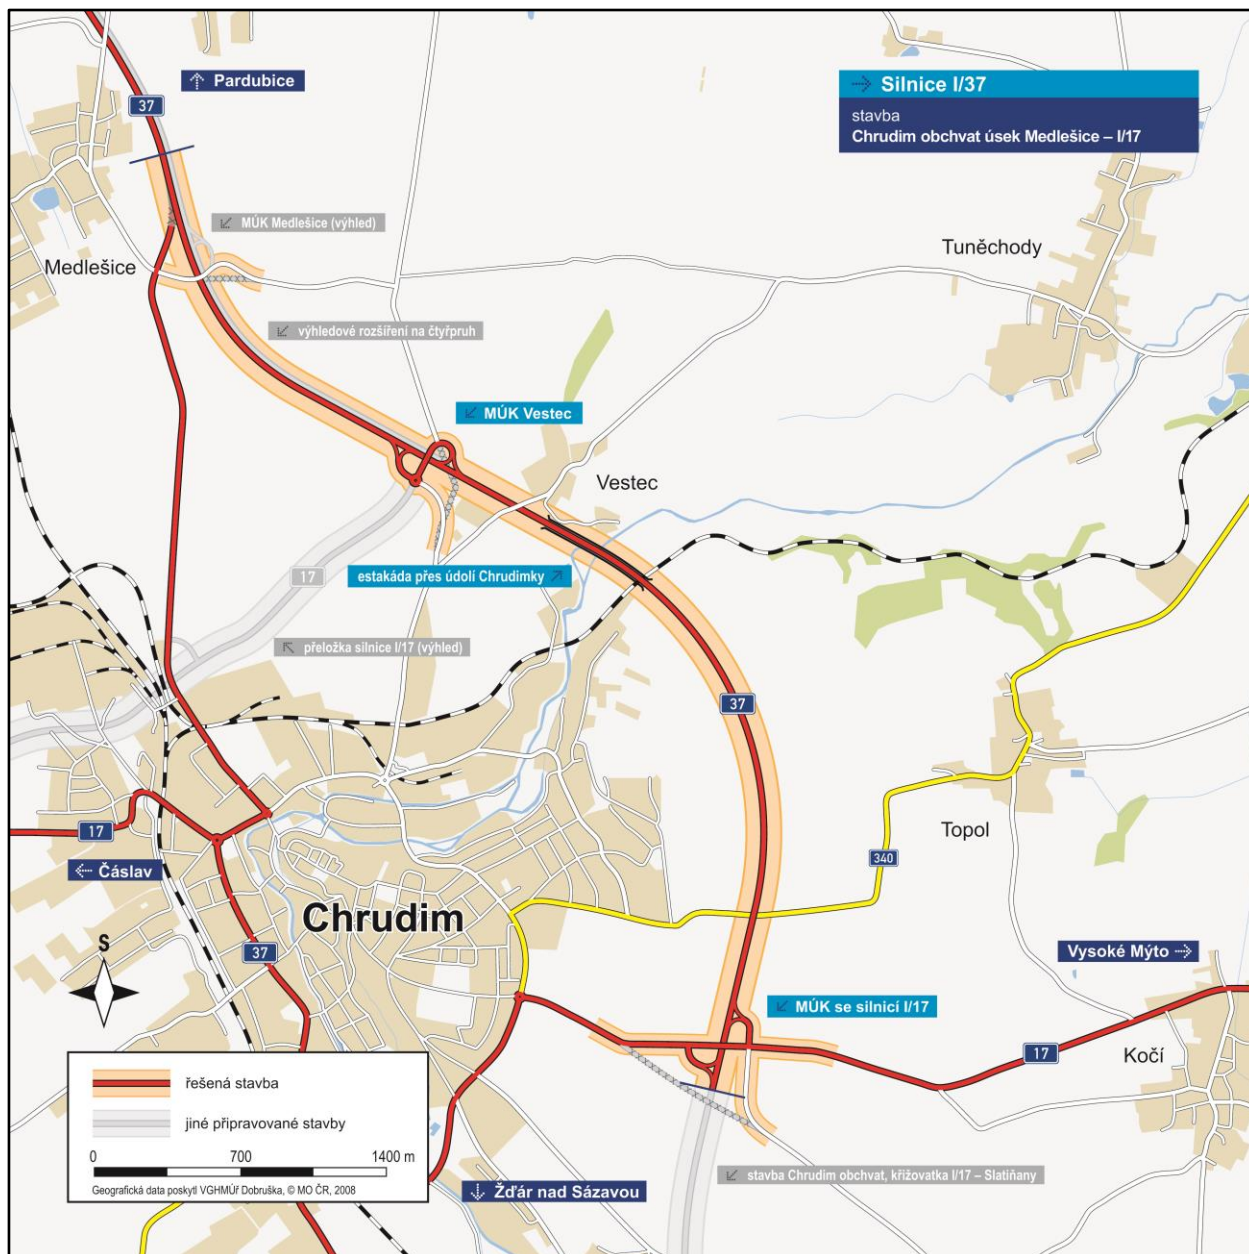 Pardubice
Silnice I/37
stavba
Chrudim obchvat úsek Medlešice – I/17
37
MÚK Medlešice (výhled)
Tuněchody
Medlešice
výhledové rozšíření na čtyřpruh
MÚK Vestec
Vestec
17
estakáda přes údolí Chrudimky
přeložka silnice I/17 (výhled)
37
17
Topol
340
Čáslav
Chrudim
S
37
Vysoké Mýto
MÚK se silnicí I/17
17
Kočí
řešená stavba
jiné připravované stavby
0 700 1400 m
Geografická data poskytl VGHMÚř Dobruška, © MO ČR, 2008
stavba Chrudim obchvat, křižovatka I/17 – Slatiňany
Žďár nad Sázavou